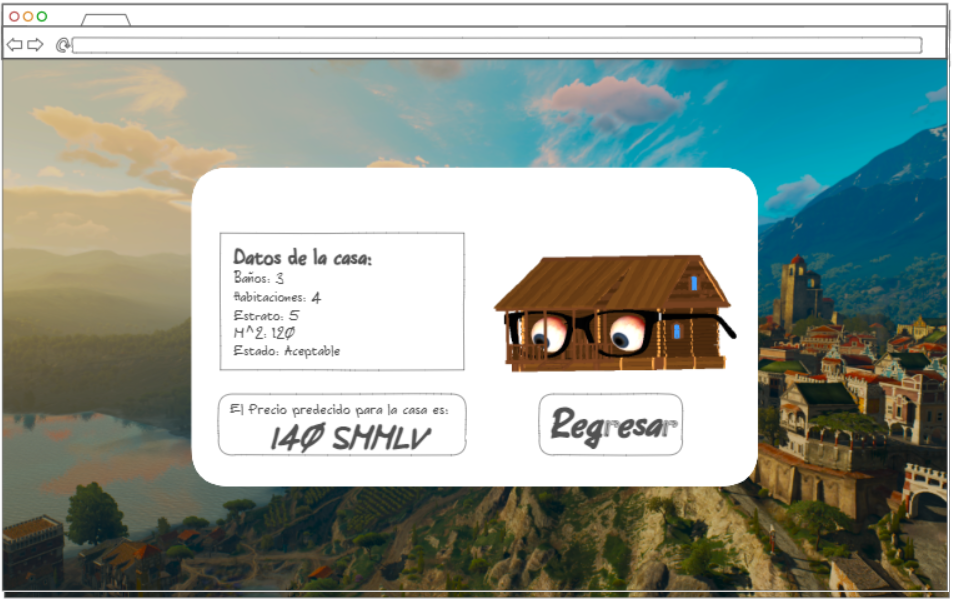 Datos de la casa:
Baños: 3
Habitaciones: 4
Estrato: 5
M^2: 120
Estado: Aceptable
El Precio predecido para la casa es:
140 SMMLV
Regresar